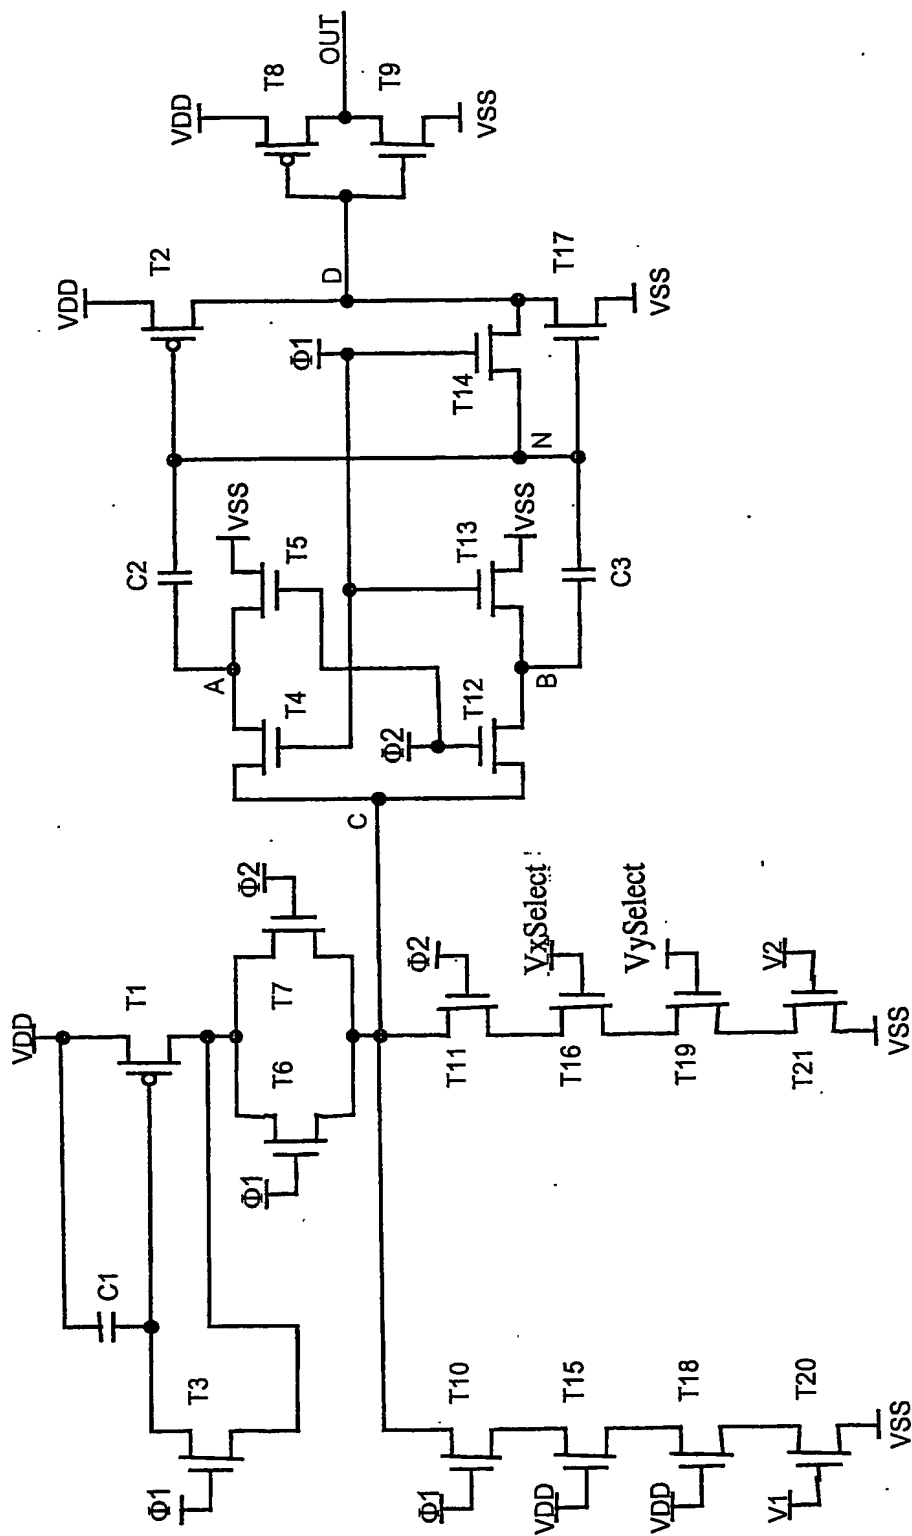 VDD
T1
C1
T3
Φ1
T6
T7
Φ1
Φ2
T10
Φ1
T15
VDD
T18
VDD
T20
V1
VSS
T11
Φ2
T16
VxSelect
T19
VySelect
T21
V2
VSS
C
A
T4
T5
VSS
C2
Φ2
T12
T13
VSS
B
C3
Φ1
T14
N
VDD
T2
D
T17
VSS
VDD
T8
OUT
T9
VSS